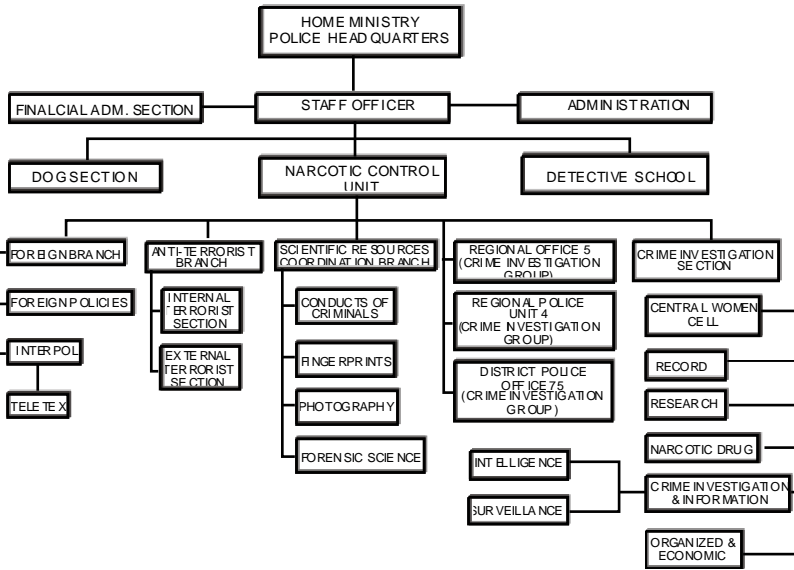 HOME MINISTRY
POLICE HEADQUARTERS
FINALCIAL ADM. SECTION
STAFF OFFICER
ADMINISTRATION
DOG SECTION
NARCOTIC CONTROL
UNIT
DETECTIVE SCHOOL
FOREIGN BRANCH
ANTI-TERRORIST
BRANCH
SCIENTIFIC RESOURCES
COORDINATION BRANCH
REGIONAL OFFICE 5
(CRIME INVESTIGATION
GROUP)
CRIME INVESTIGATION
SECTION
FOREIGN POLICIES
INTERNAL
TERRORIST
SECTION
CONDUCTS OF
CRIMINALS
REGIONAL POLICE
UNIT 4
(CRIME INVESTIGATION
GROUP)
CENTRAL WOMEN
CELL
INTERPOL
EXTERNAL
TERRORIST
SECTION
FINGERPRINTS
DISTRICT POLICE
OFFICE 75
(CRIME INVESTIGATION
GROUP)
RECORD
TELETEX
PHOTOGRAPHY
RESEARCH
FORENSIC SCIENCE
NARCOTIC DRUG
INTELLIGENCE
CRIME INVESTIGATION
& INFORMATION
SURVEILLANCE
ORGANIZED &
ECONOMIC